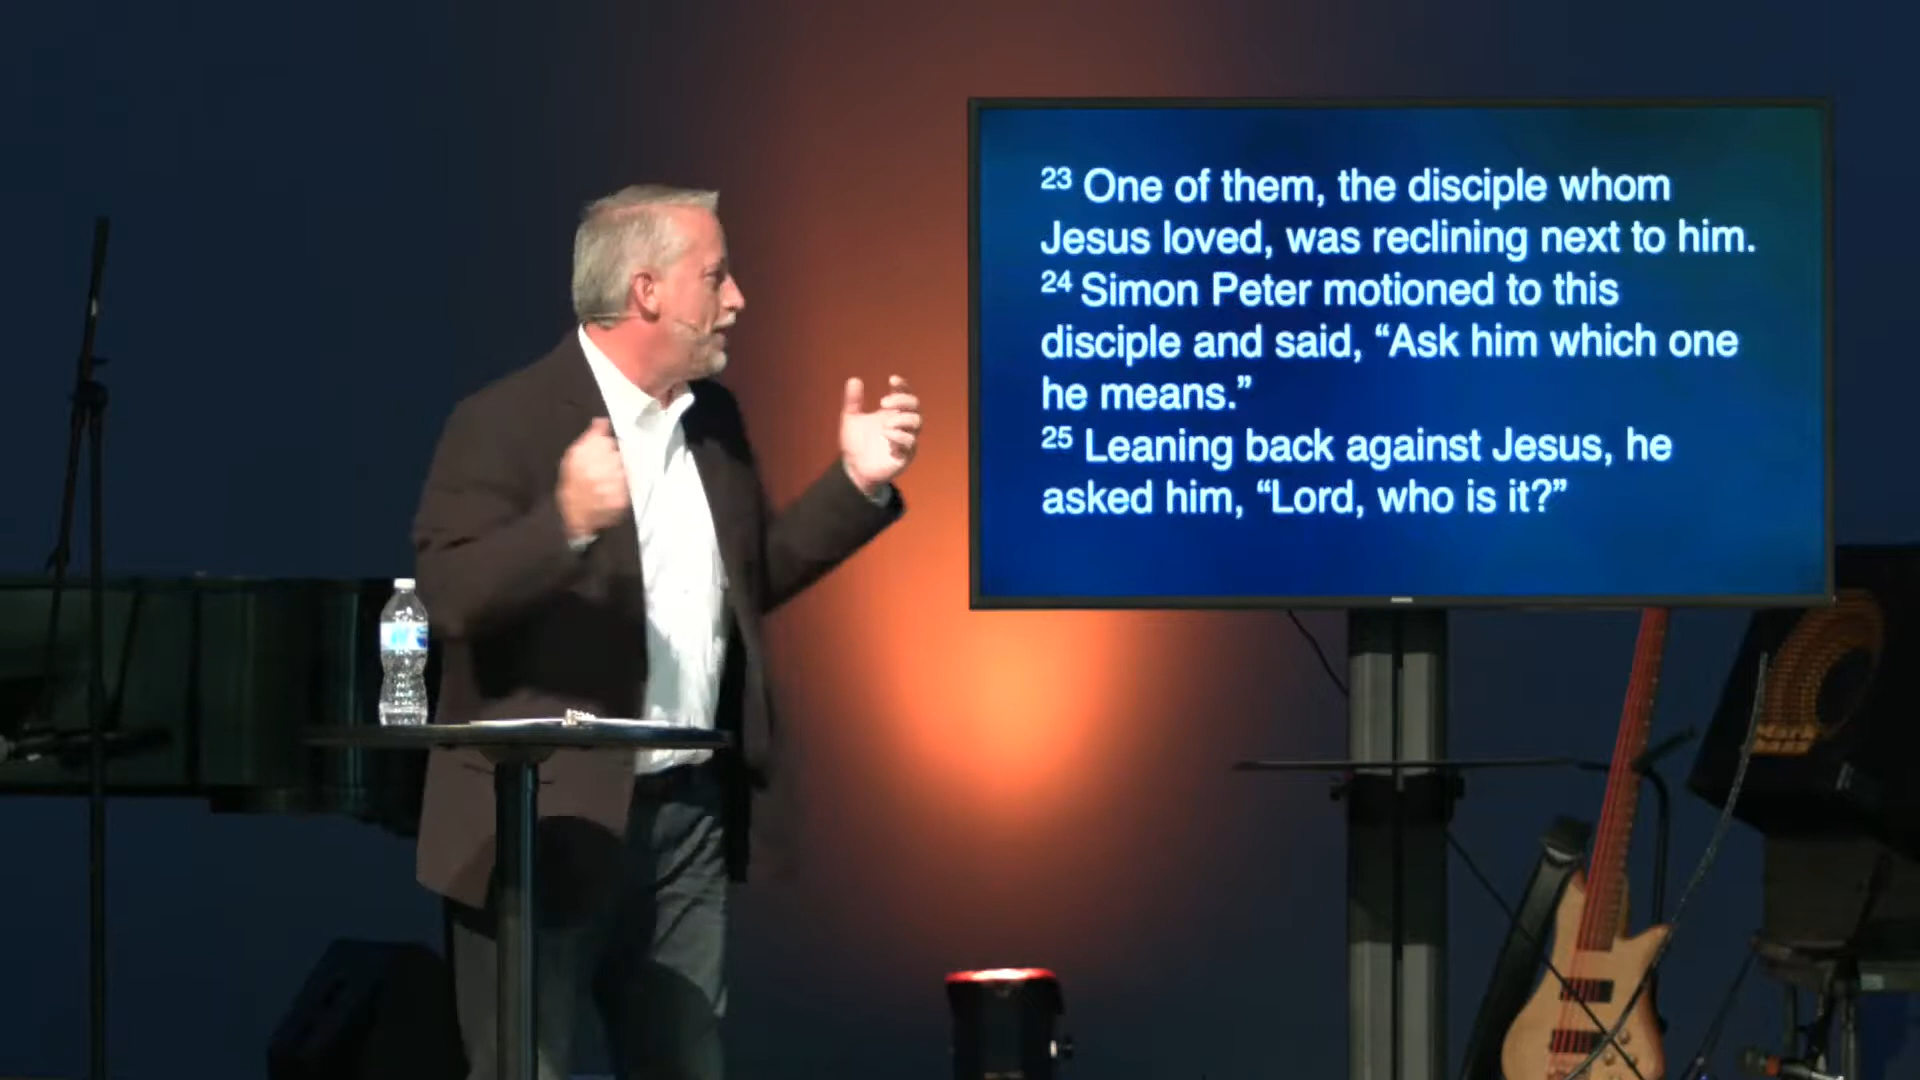 23 One of them, the disciple whom
Jesus loved, was reclining next to him.
24 Simon Peter motioned to this
disciple and said, “Ask him which one
he means.”
25 Leaning back against Jesus, he
asked him, “Lord, who is it?”